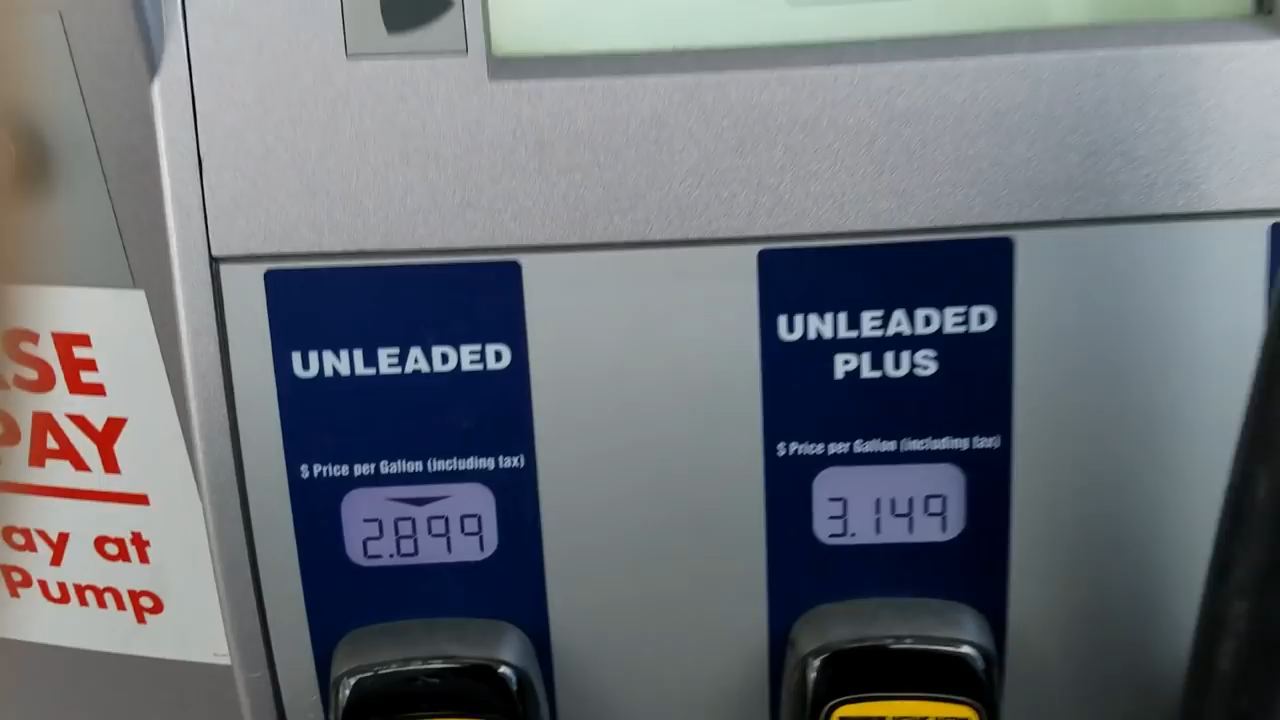 UNLEADED
$ Price per Gallon (including tax)
2.899
UNLEADED
PLUS
$ Price per Gallon (including tax)
3.149
SE
PAY
ay at
Pump